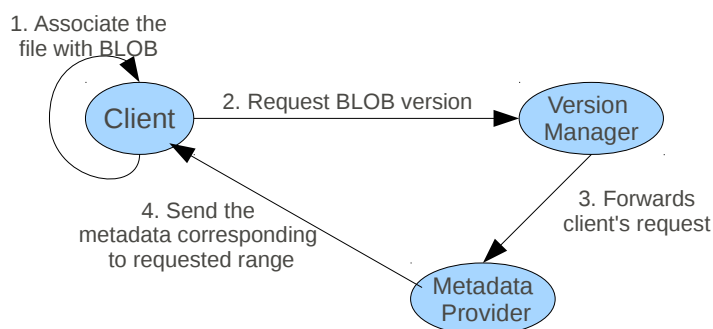 1. Associate the
file with BLOB
Client
2. Request BLOB version
Version
Manager
3. Forwards
client's request
4. Send the
metadata corresponding
to requested range
Metadata
Provider